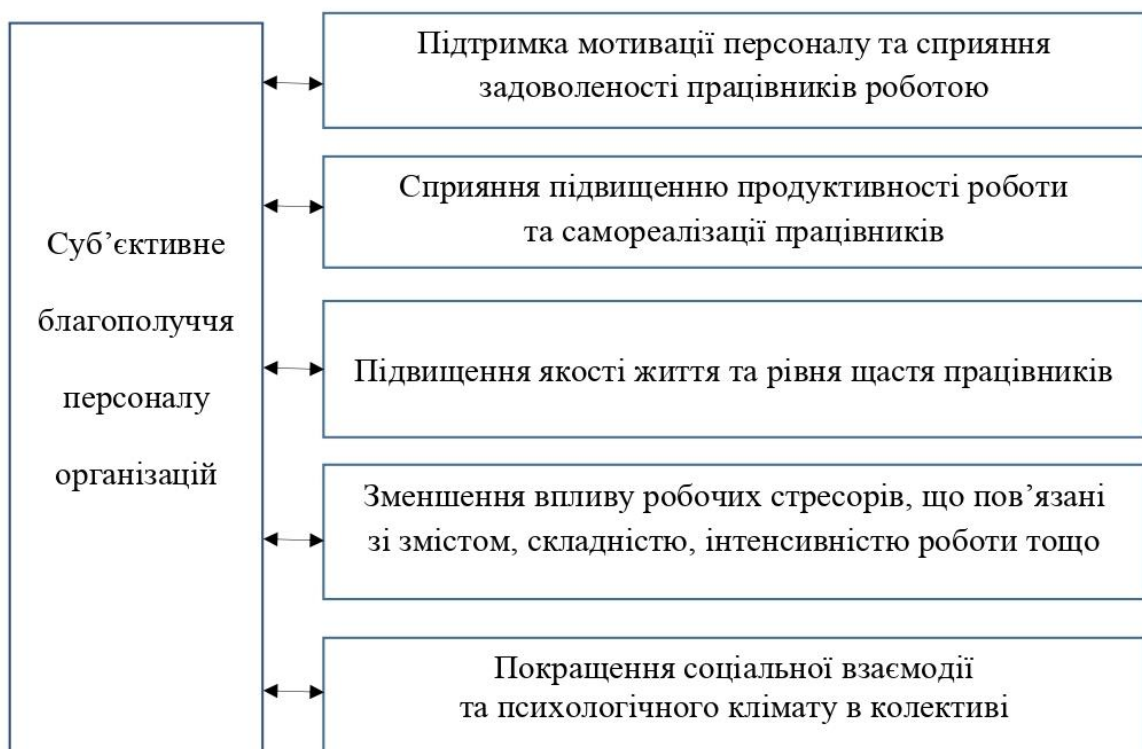 Суб’єктивне
благополуччя
персоналу
організацій
Підтримка мотивації персоналу та сприяння
задоволеності працівників роботою
Сприяння підвищенню продуктивності роботи
та самореалізації працівників
Підвищення якості життя та рівня щастя працівників
Зменшення впливу робочих стресорів, що пов’язані
зі змістом, складністю, інтенсивністю роботи тощо
Покращення соціальної взаємодії
та психологічного клімату в колективі